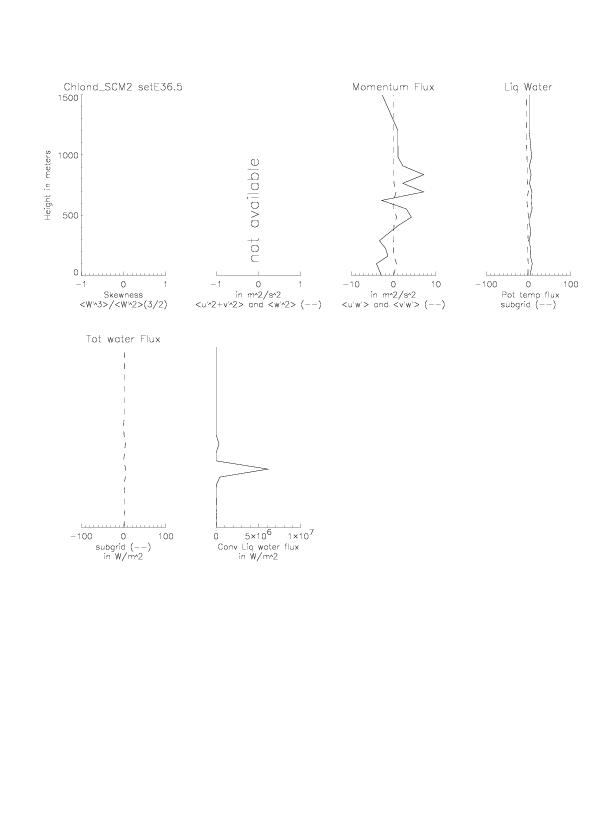 Chlond_SCM2 setE36.5
Momentum Flux
Liq Water
1500
1000
500
0
Height in meters
not available
-1 0 1
-1 0 1
-10 0 10
-100 0 100
Skewness
<W'^3>/<W'^2>(3/2)
in m^2/s^2
<u'^2+v'^2> and <w'^2> (--)
in m^2/s^2
<u'w'> and <v'w'> (--)
Pot temp flux
subgrid (--)
Tot water Flux
-100 0 100
0 5×10^6 1×10^7
subgrid (--)
in W/m^2
Conv Liq water flux
in W/m^2